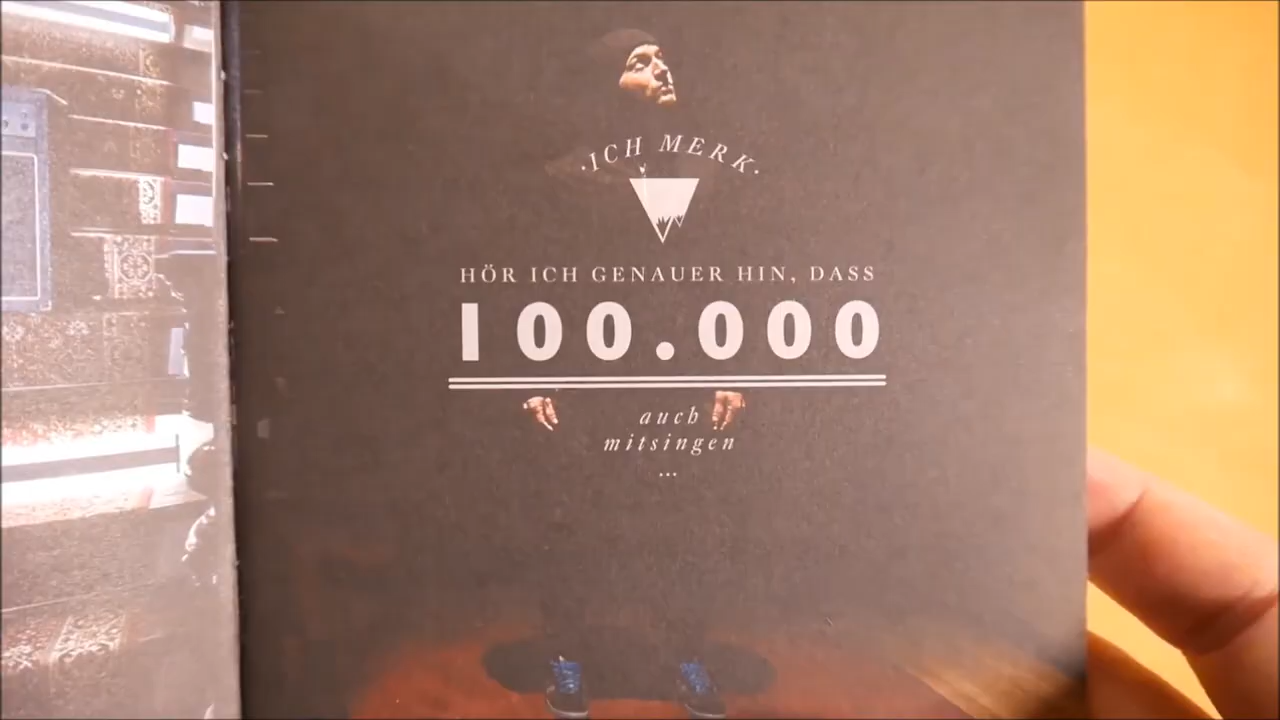 ·ICH MERK·
HÖR ICH GENAUER HIN, DASS
100.000
auch
mitsingen
...